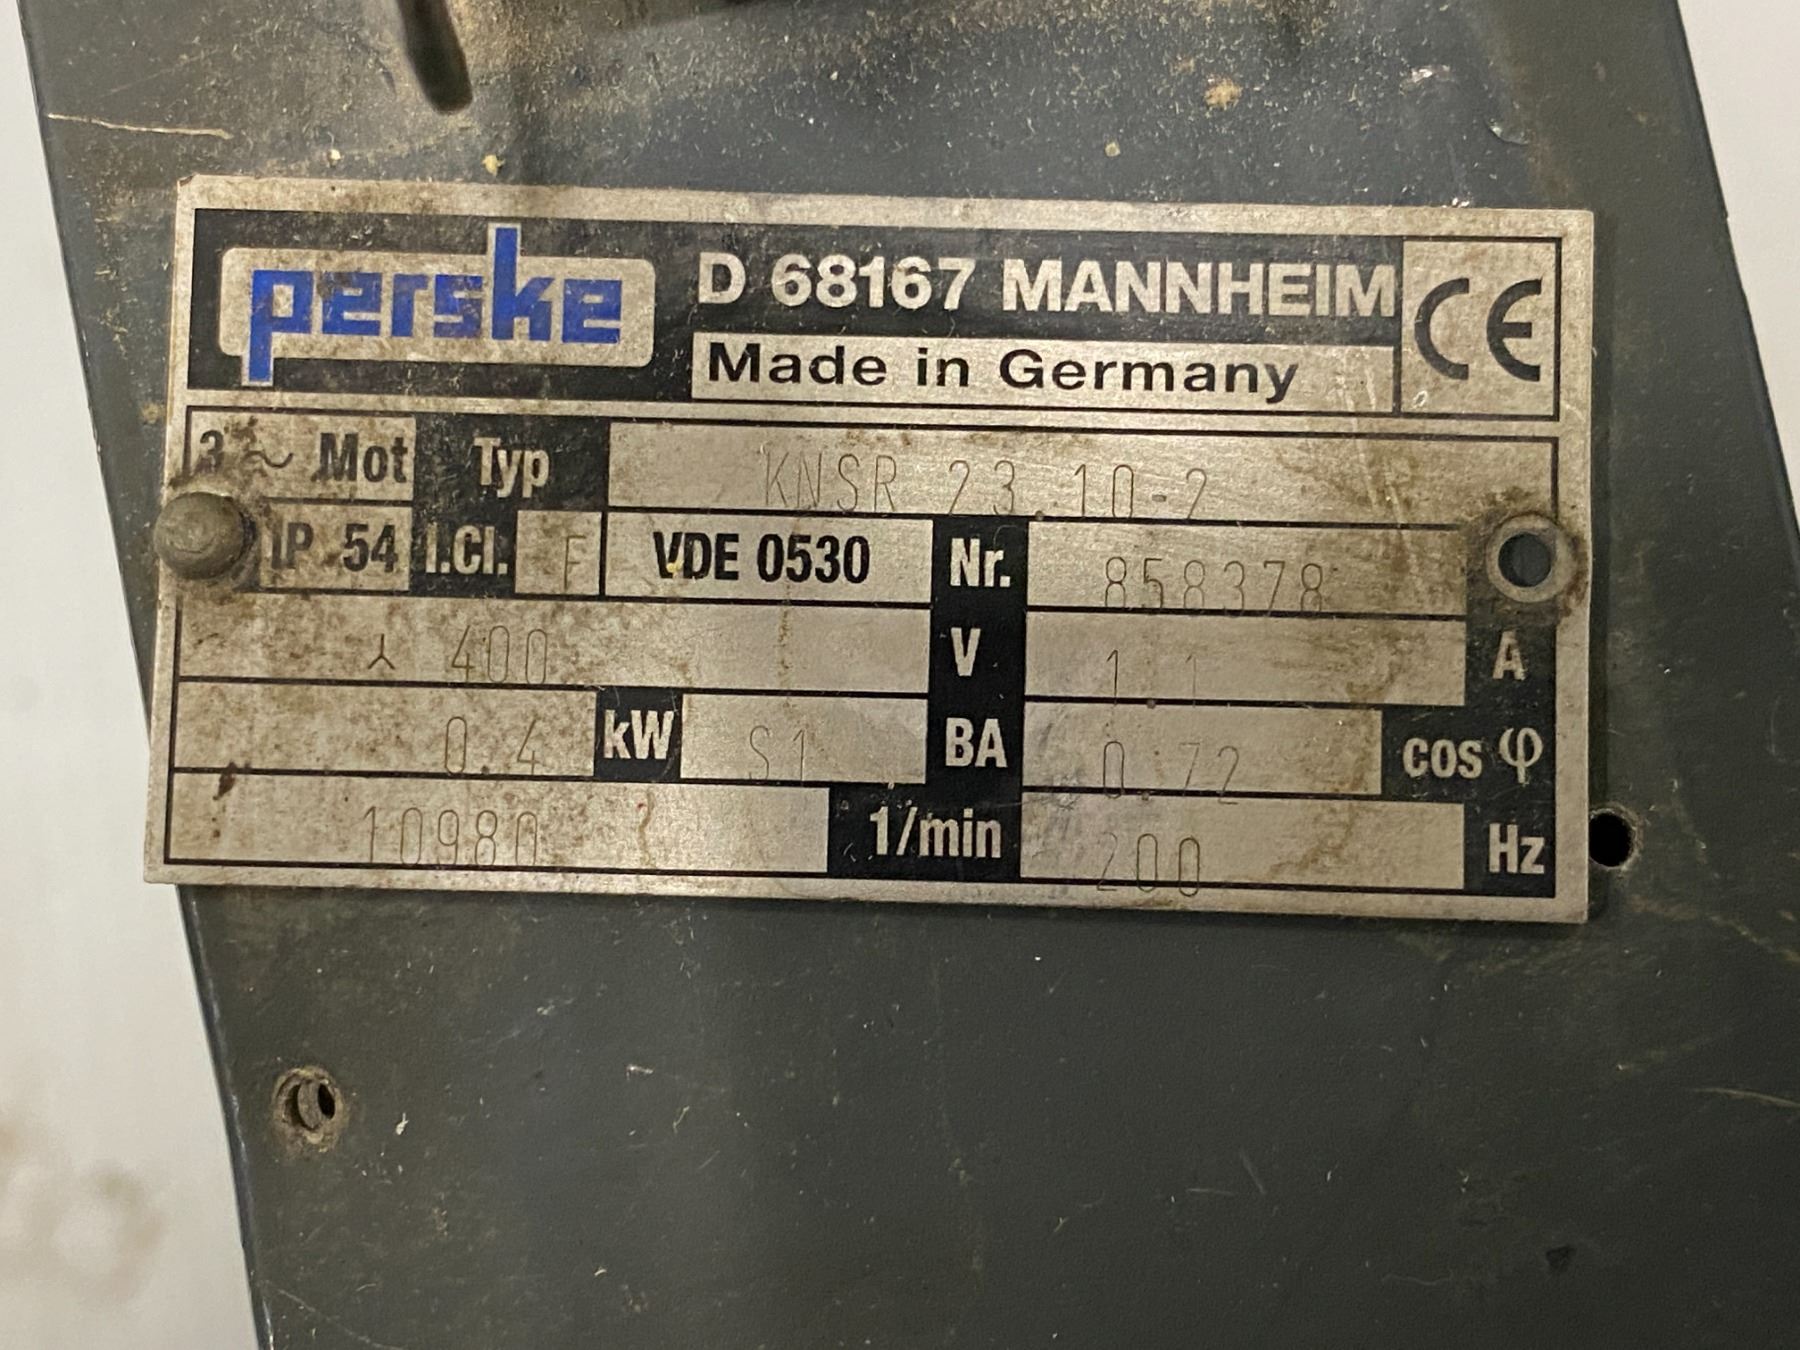 perske D 68167 MANNHEIM CE
Made in Germany
3~ Mot Typ KNSR 23.10-2
IP 54 I.Cl. F VDE 0530 Nr. 858378
⅄ 400 V 1.1 A
0.4 kW S1 BA 0.72 cos φ
10980 1/min 200 Hz